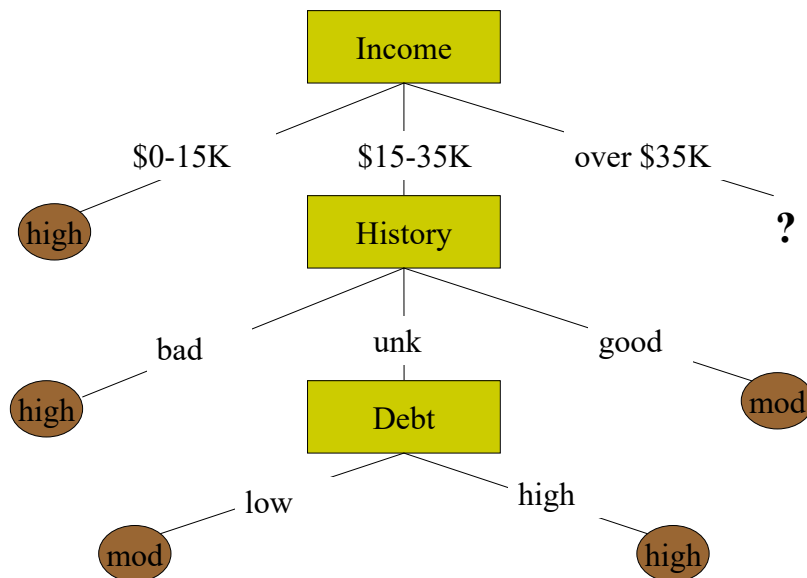 Income
$0-15K
$15-35K
over $35K
high
History
?
bad
unk
good
high
Debt
mod
low
high
mod
high